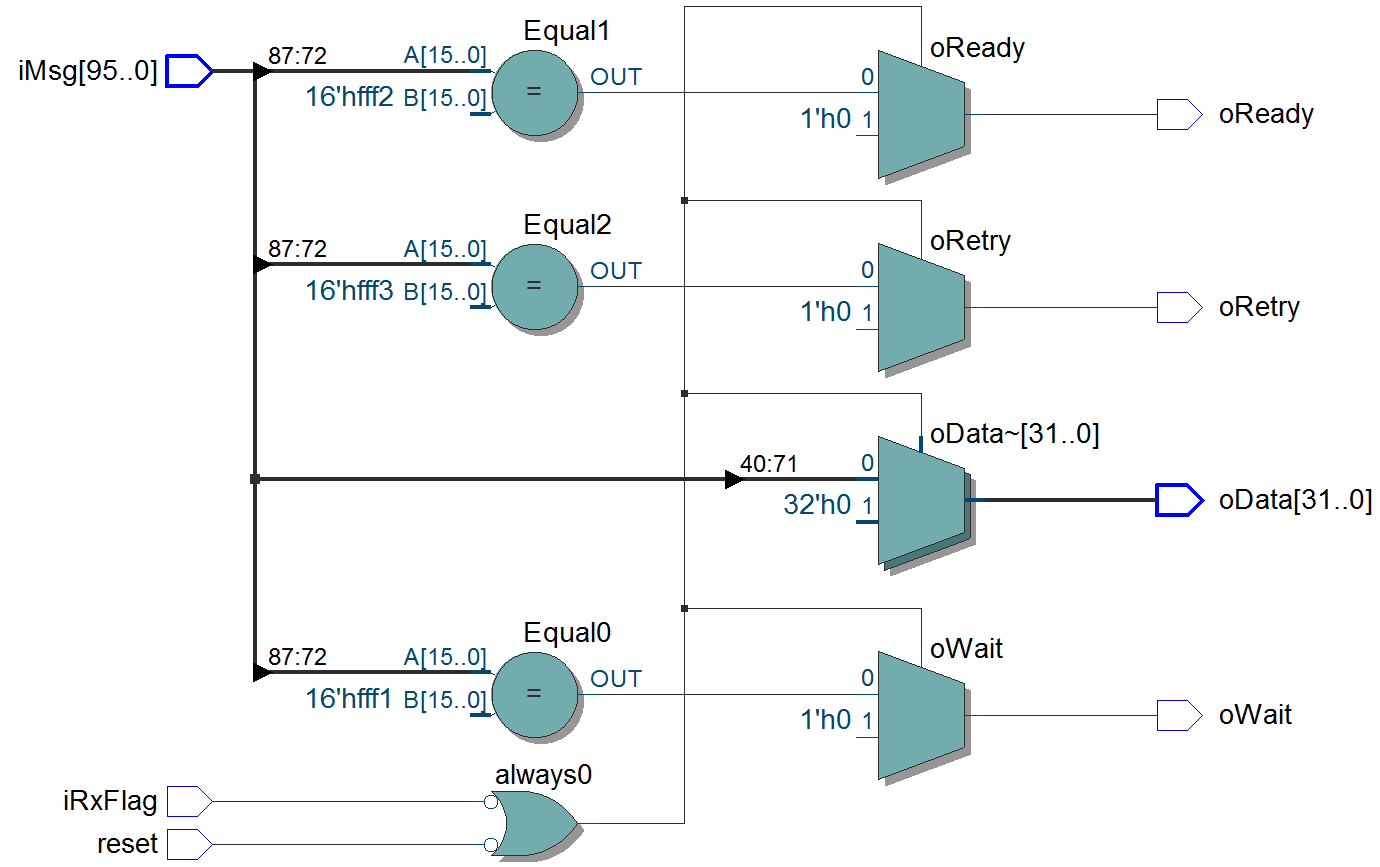 Equal1
iMsg[95..0]
87:72
A[15..0]
16'hfff2
B[15..0]
=
OUT
oReady
0
1'h0
1
oReady
Equal2
87:72
A[15..0]
16'hfff3
B[15..0]
=
OUT
oRetry
0
1'h0
1
oRetry
40:71
oData~[31..0]
0
32'h0
1
oData[31..0]
Equal0
87:72
A[15..0]
16'hfff1
B[15..0]
=
OUT
oWait
0
1'h0
1
oWait
always0
iRxFlag
reset